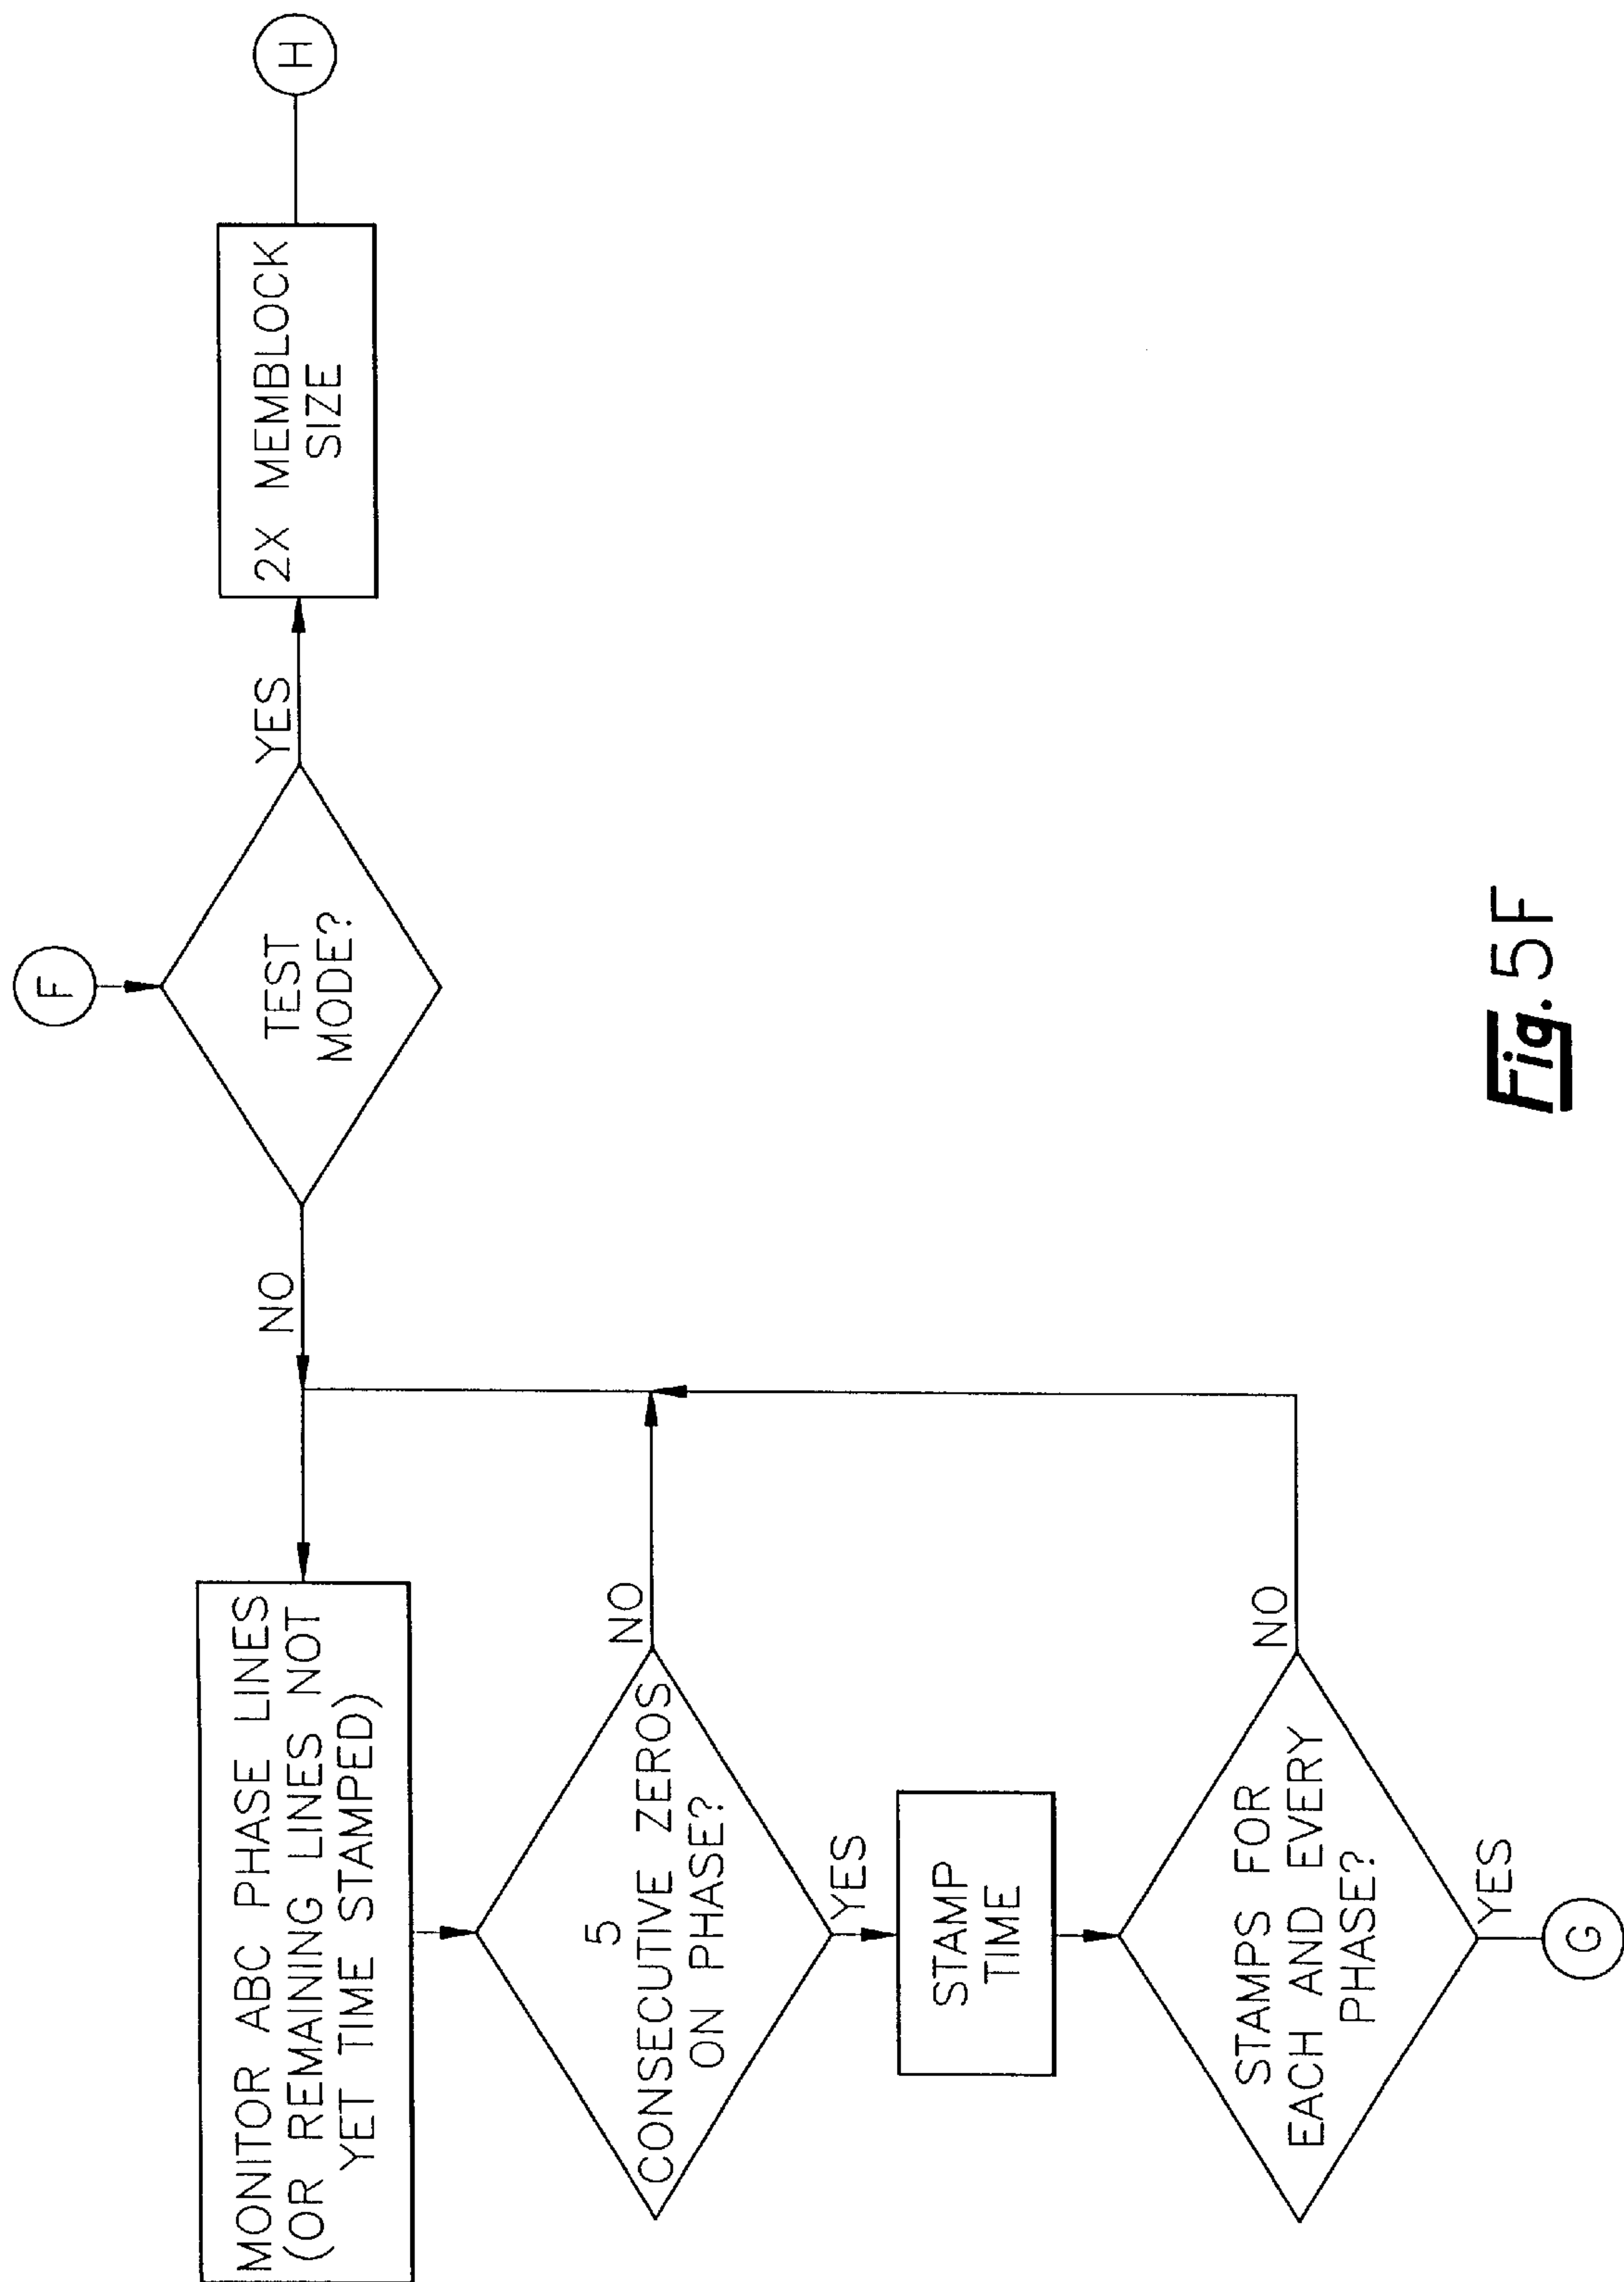 F
TEST
MODE?
YES
2X MEMBLOCK
SIZE
H
NO
MONITOR ABC PHASE LINES
(OR REMAINING LINES NOT
YET TIME STAMPED)
5
CONSECUTIVE ZEROS
ON PHASE?
NO
YES
STAMP
TIME
STAMPS FOR
EACH AND EVERY
PHASE?
NO
YES
G
Fig. 5F